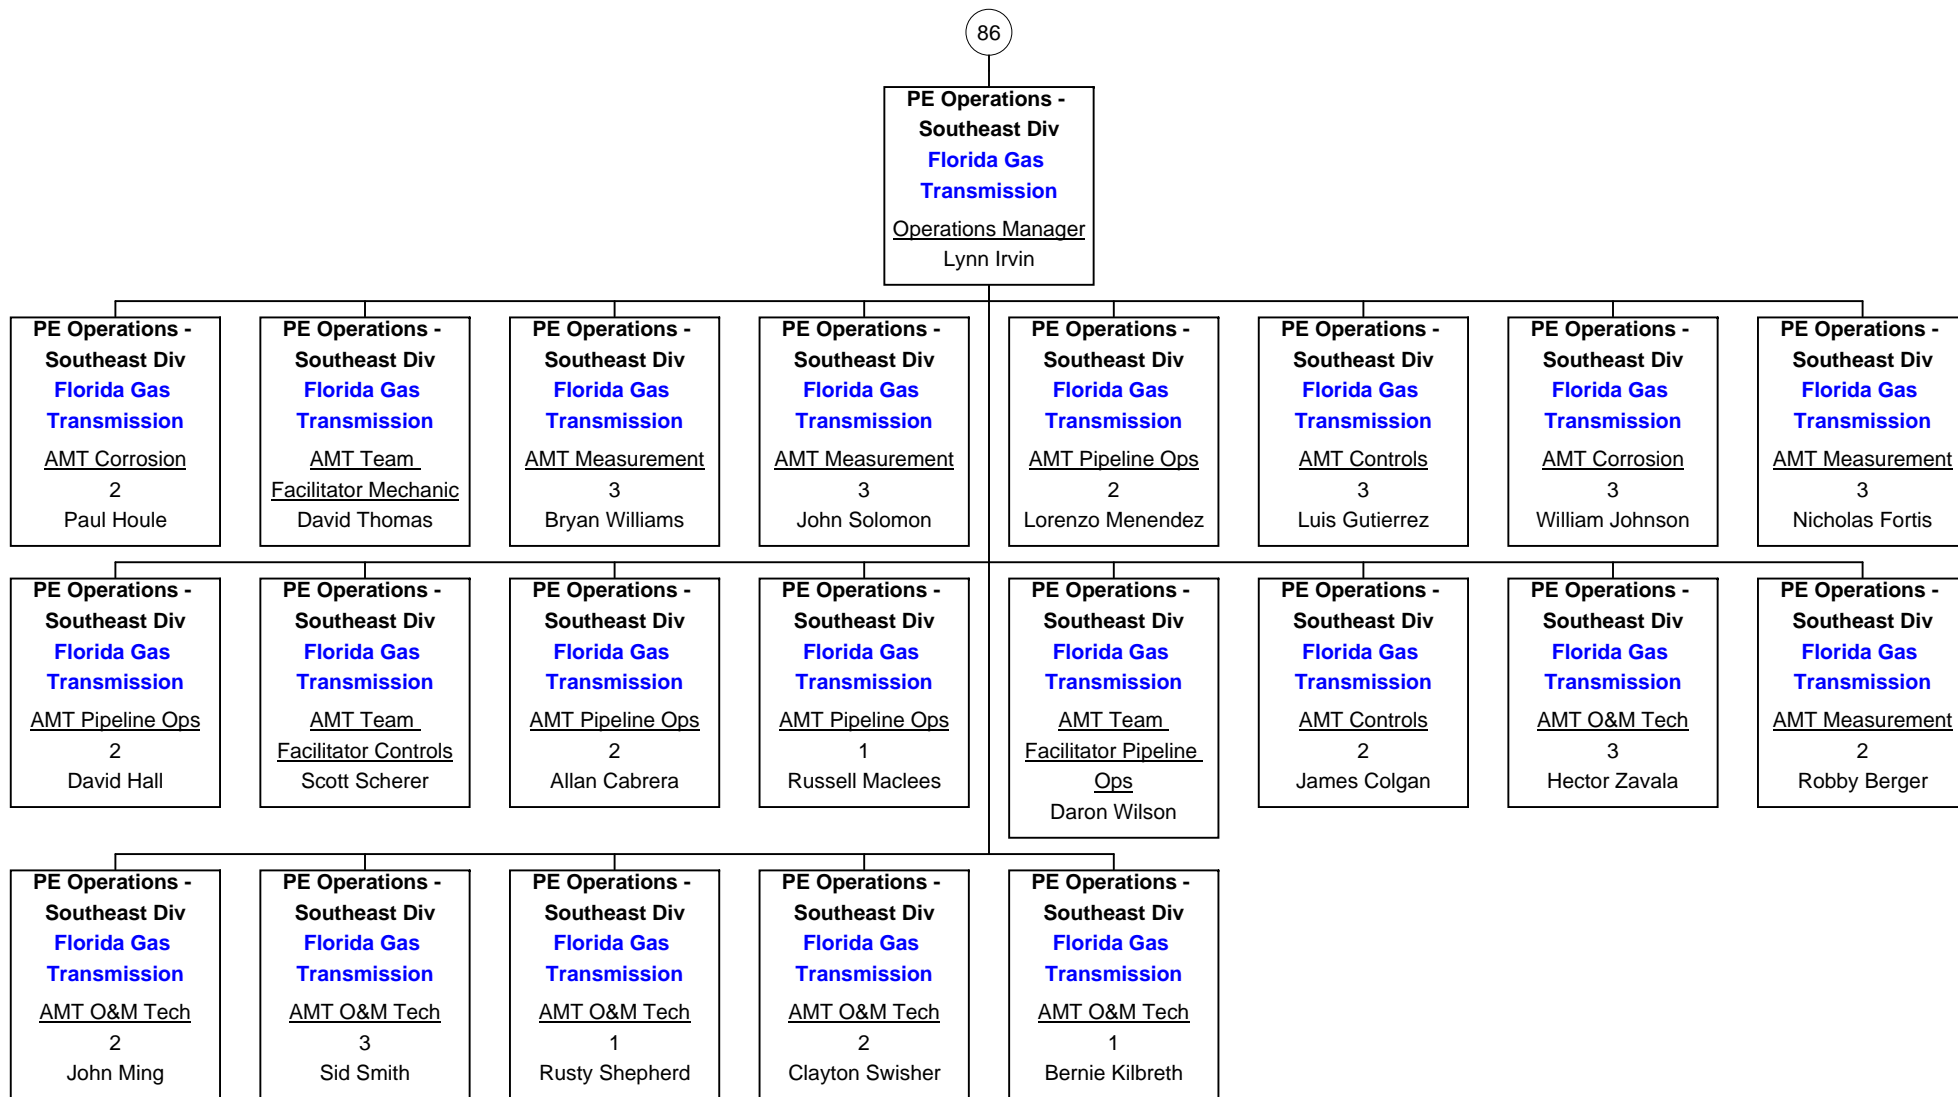 86
PE Operations -
Southeast Div
Florida Gas
Transmission
Operations Manager
Lynn Irvin
PE Operations -
Southeast Div
Florida Gas
Transmission
AMT Corrosion
2
Paul Houle
PE Operations -
Southeast Div
Florida Gas
Transmission
AMT Team
Facilitator Mechanic
David Thomas
PE Operations -
Southeast Div
Florida Gas
Transmission
AMT Measurement
3
Bryan Williams
PE Operations -
Southeast Div
Florida Gas
Transmission
AMT Measurement
3
John Solomon
PE Operations -
Southeast Div
Florida Gas
Transmission
AMT Pipeline Ops
2
Lorenzo Menendez
PE Operations -
Southeast Div
Florida Gas
Transmission
AMT Controls
3
Luis Gutierrez
PE Operations -
Southeast Div
Florida Gas
Transmission
AMT Corrosion
3
William Johnson
PE Operations -
Southeast Div
Florida Gas
Transmission
AMT Measurement
3
Nicholas Fortis
PE Operations -
Southeast Div
Florida Gas
Transmission
AMT Pipeline Ops
2
David Hall
PE Operations -
Southeast Div
Florida Gas
Transmission
AMT Team
Facilitator Controls
Scott Scherer
PE Operations -
Southeast Div
Florida Gas
Transmission
AMT Pipeline Ops
2
Allan Cabrera
PE Operations -
Southeast Div
Florida Gas
Transmission
AMT Pipeline Ops
1
Russell Maclees
PE Operations -
Southeast Div
Florida Gas
Transmission
AMT Team
Facilitator Pipeline
Ops
Daron Wilson
PE Operations -
Southeast Div
Florida Gas
Transmission
AMT Controls
2
James Colgan
PE Operations -
Southeast Div
Florida Gas
Transmission
AMT O&M Tech
3
Hector Zavala
PE Operations -
Southeast Div
Florida Gas
Transmission
AMT Measurement
2
Robby Berger
PE Operations -
Southeast Div
Florida Gas
Transmission
AMT O&M Tech
2
John Ming
PE Operations -
Southeast Div
Florida Gas
Transmission
AMT O&M Tech
3
Sid Smith
PE Operations -
Southeast Div
Florida Gas
Transmission
AMT O&M Tech
1
Rusty Shepherd
PE Operations -
Southeast Div
Florida Gas
Transmission
AMT O&M Tech
2
Clayton Swisher
PE Operations -
Southeast Div
Florida Gas
Transmission
AMT O&M Tech
1
Bernie Kilbreth